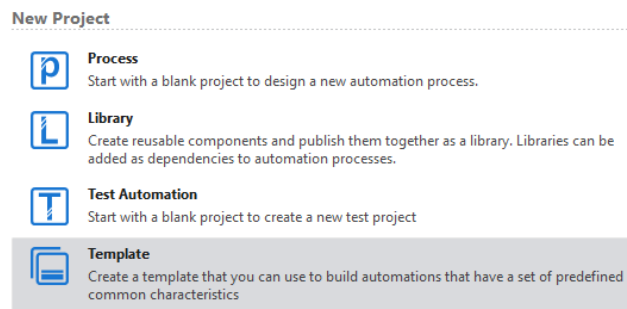 New Project
Process
Start with a blank project to design a new automation process.
Library
Create reusable components and publish them together as a library. Libraries can be
added as dependencies to automation processes.
Test Automation
Start with a blank project to create a new test project
Template
Create a template that you can use to build automations that have a set of predefined
common characteristics